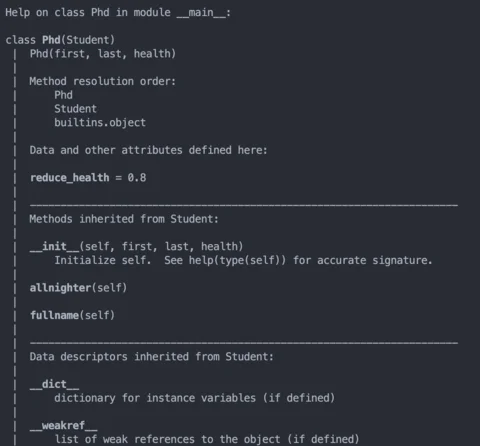 Help on class Phd in module __main__:
class Phd(Student)
 |  Phd(first, last, health)
 |
 |  Method resolution order:
 |      Phd
 |      Student
 |      builtins.object
 |
 |  Data and other attributes defined here:
 |
 |  reduce_health = 0.8
 |
 |  ----------------------------------------------------------------------
 |  Methods inherited from Student:
 |
 |  __init__(self, first, last, health)
 |      Initialize self.  See help(type(self)) for accurate signature.
 |
 |  allnighter(self)
 |
 |  fullname(self)
 |
 |  ----------------------------------------------------------------------
 |  Data descriptors inherited from Student:
 |
 |  __dict__
 |      dictionary for instance variables (if defined)
 |
 |  __weakref__
 |      list of weak references to the object (if defined)